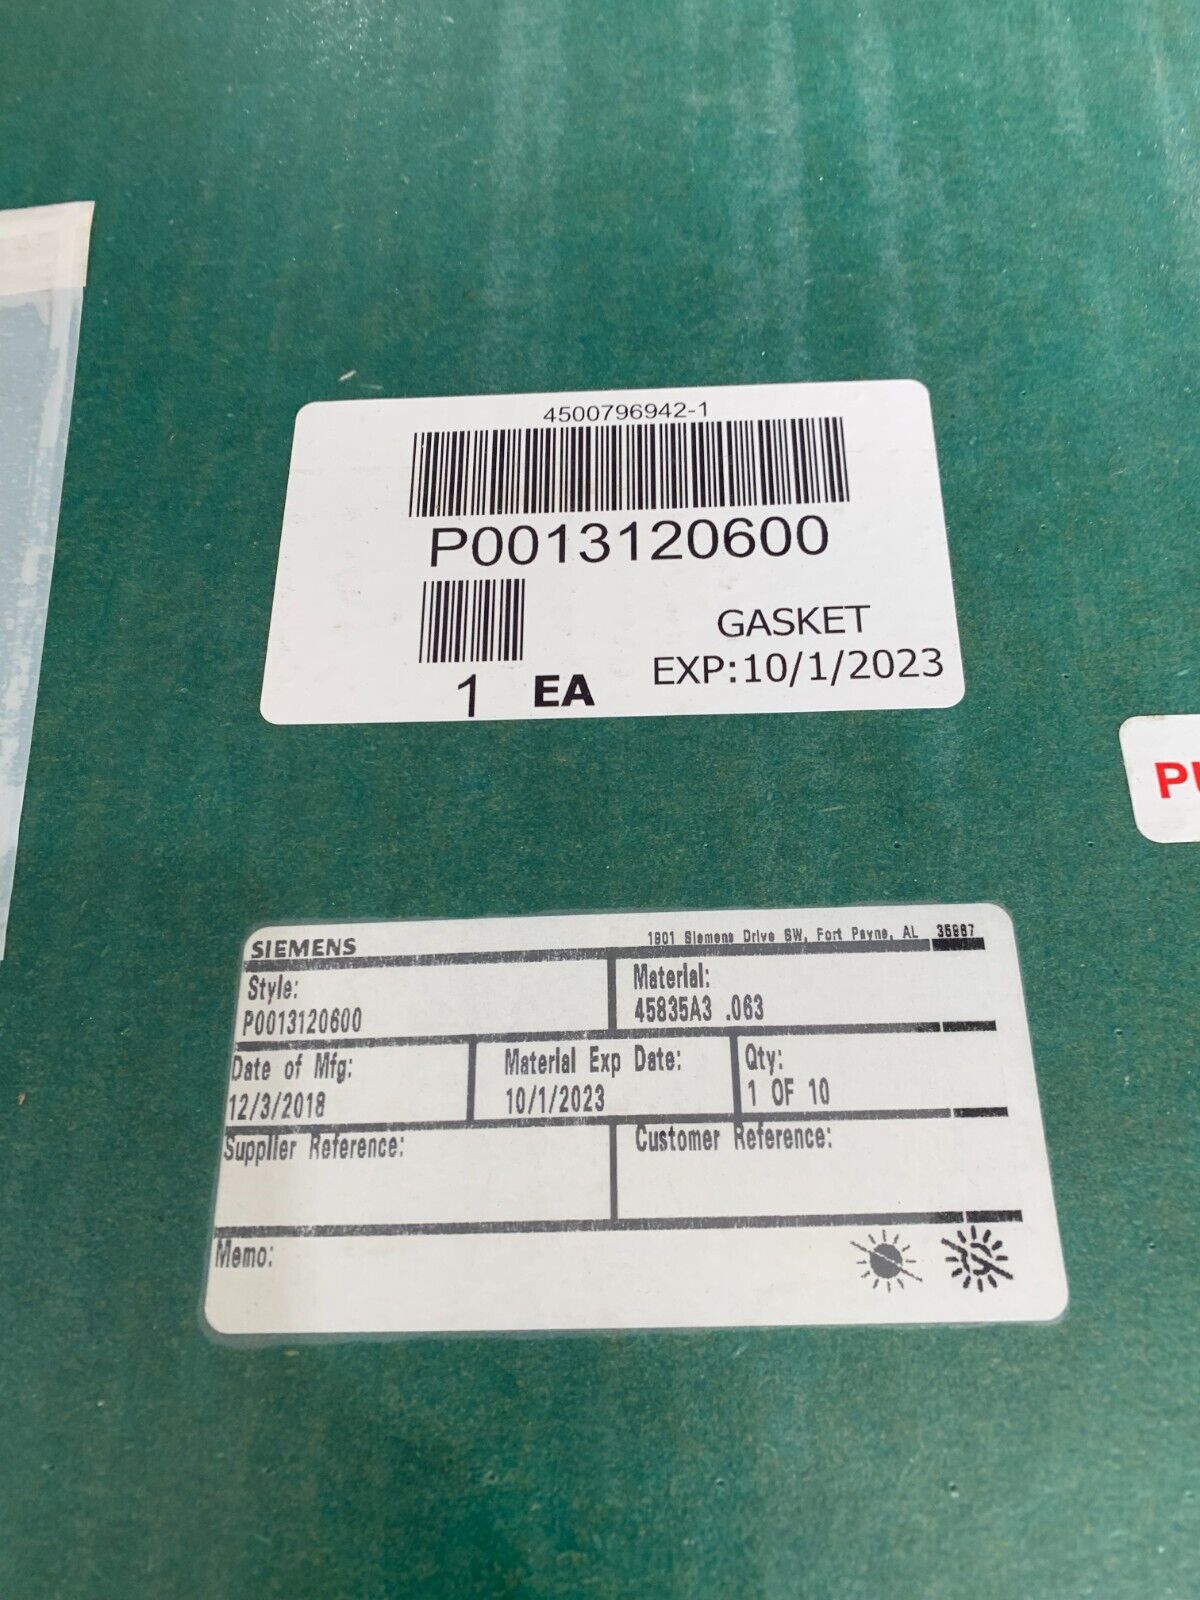 4500796942-1
P0013120600
1 EA
GASKET
EXP:10/1/2023
SIEMENS
1901 Siemens Drive SW, Fort Payne, AL 35967
Style:
P0013120600
Material:
45835A3 .063
Date of Mfg:
12/3/2018
Material Exp Date:
10/1/2023
Qty:
1 OF 10
Supplier Reference:
Customer Reference:
Memo: